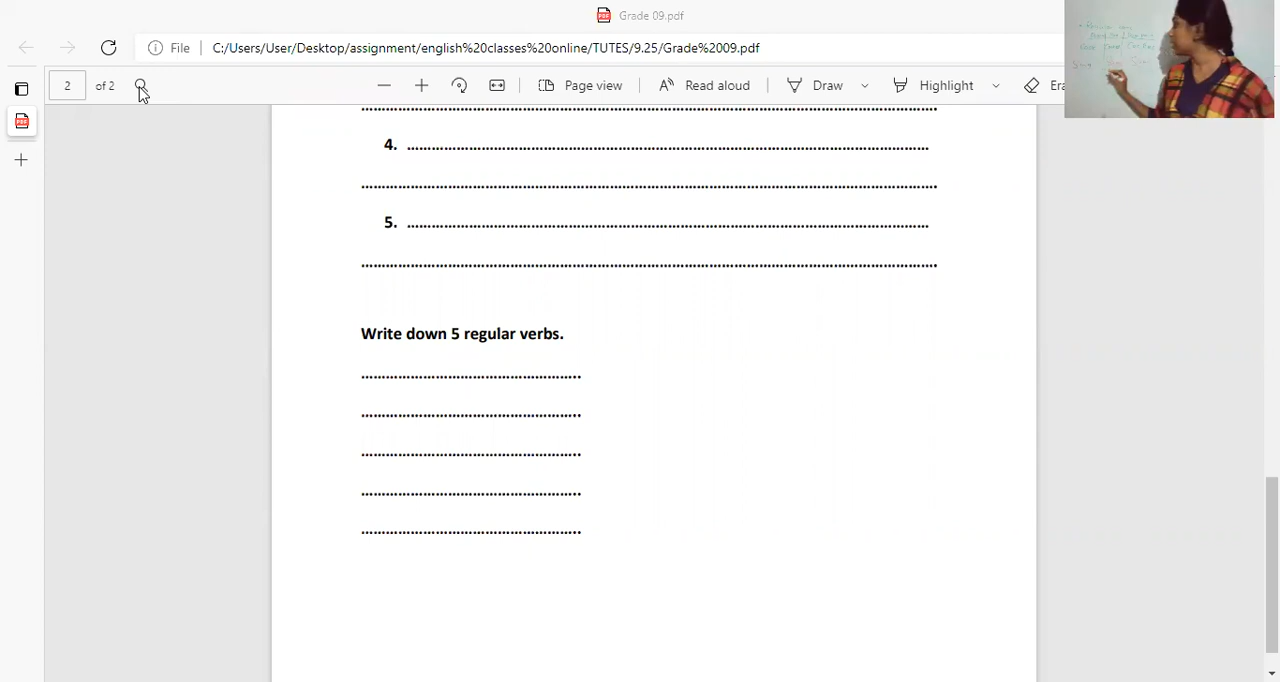 Grade 09.pdf
File C:/Users/User/Desktop/assignment/english%20classes%20online/TUTES/9.25/Grade%2009.pdf
2 of 2 Page view Read aloud Draw Highlight Era
4. ……………………………………………………………………………………………………………
……………………………………………………………………………………………………………………….
5. ……………………………………………………………………………………………………………
……………………………………………………………………………………………………………………….
Write down 5 regular verbs.
……………………………………………..
……………………………………………..
……………………………………………..
……………………………………………..
……………………………………………..